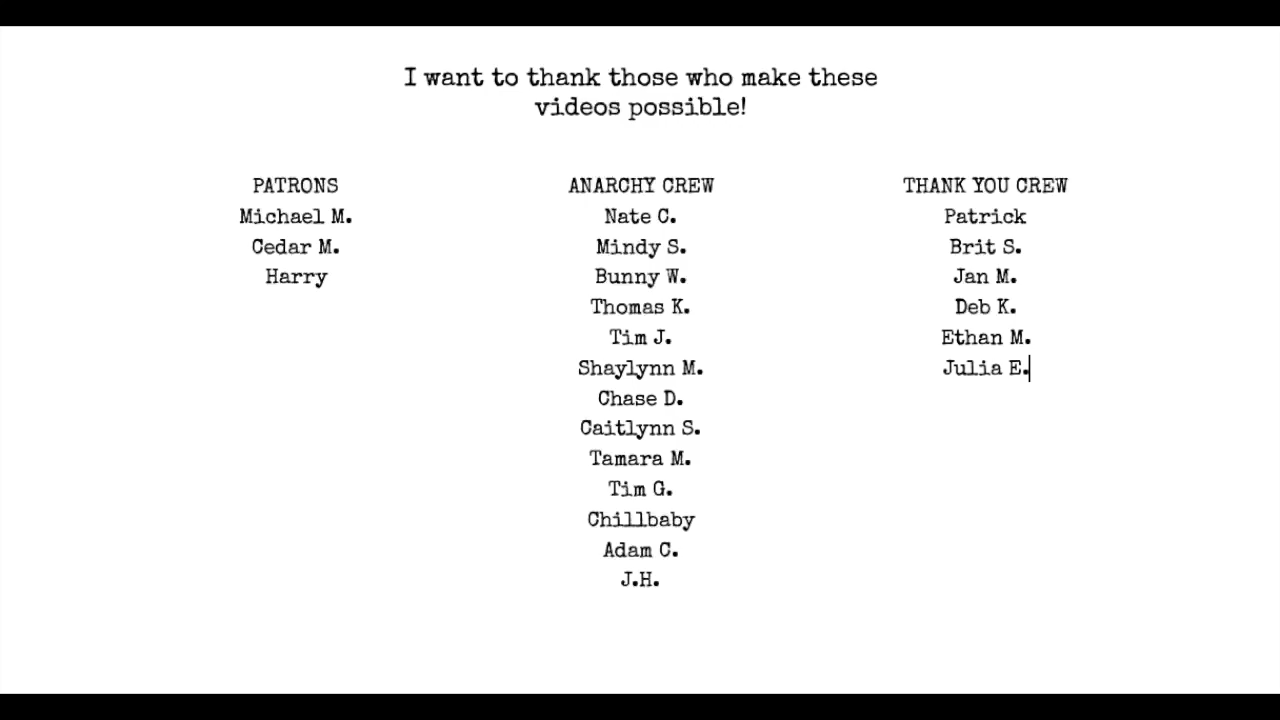 I want to thank those who make these
videos possible!
PATRONS
Michael M.
Cedar M.
Harry
ANARCHY CREW
Nate C.
Mindy S.
Bunny W.
Thomas K.
Tim J.
Shaylynn M.
Chase D.
Caitlynn S.
Tamara M.
Tim G.
Chillbaby
Adam C.
J.H.
THANK YOU CREW
Patrick
Brit S.
Jan M.
Deb K.
Ethan M.
Julia E.